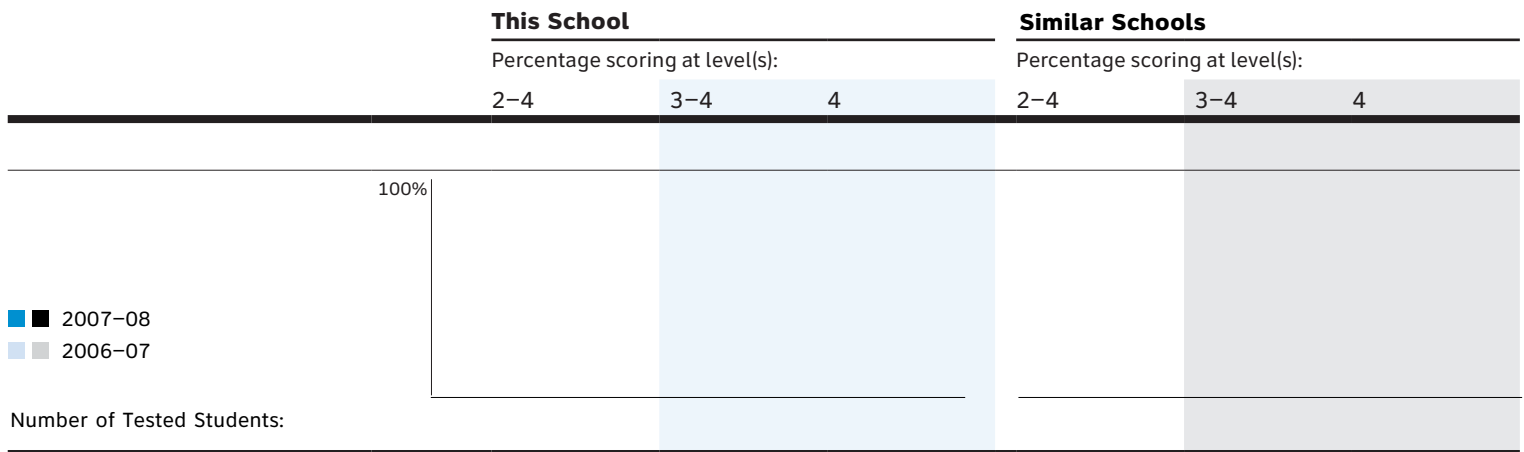 This School
Similar Schools
Percentage scoring at level(s):
Percentage scoring at level(s):
2–4 3–4 4
2–4 3–4 4
100%
2007–08
2006–07
Number of Tested Students: